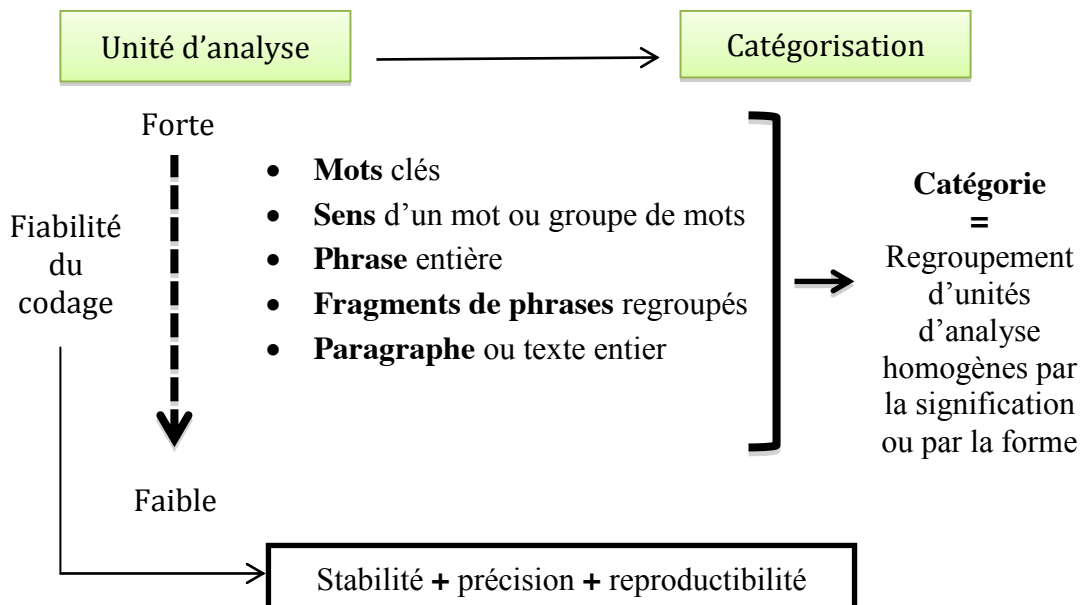 Unité d’analyse
Catégorisation
Forte
Fiabilité
du
codage
Faible
• Mots clés
• Sens d’un mot ou groupe de mots
• Phrase entière
• Fragments de phrases regroupés
• Paragraphe ou texte entier
Catégorie
=
Regroupement
d’unités
d’analyse
homogènes par
la signification
ou par la forme
Stabilité + précision + reproductibilité